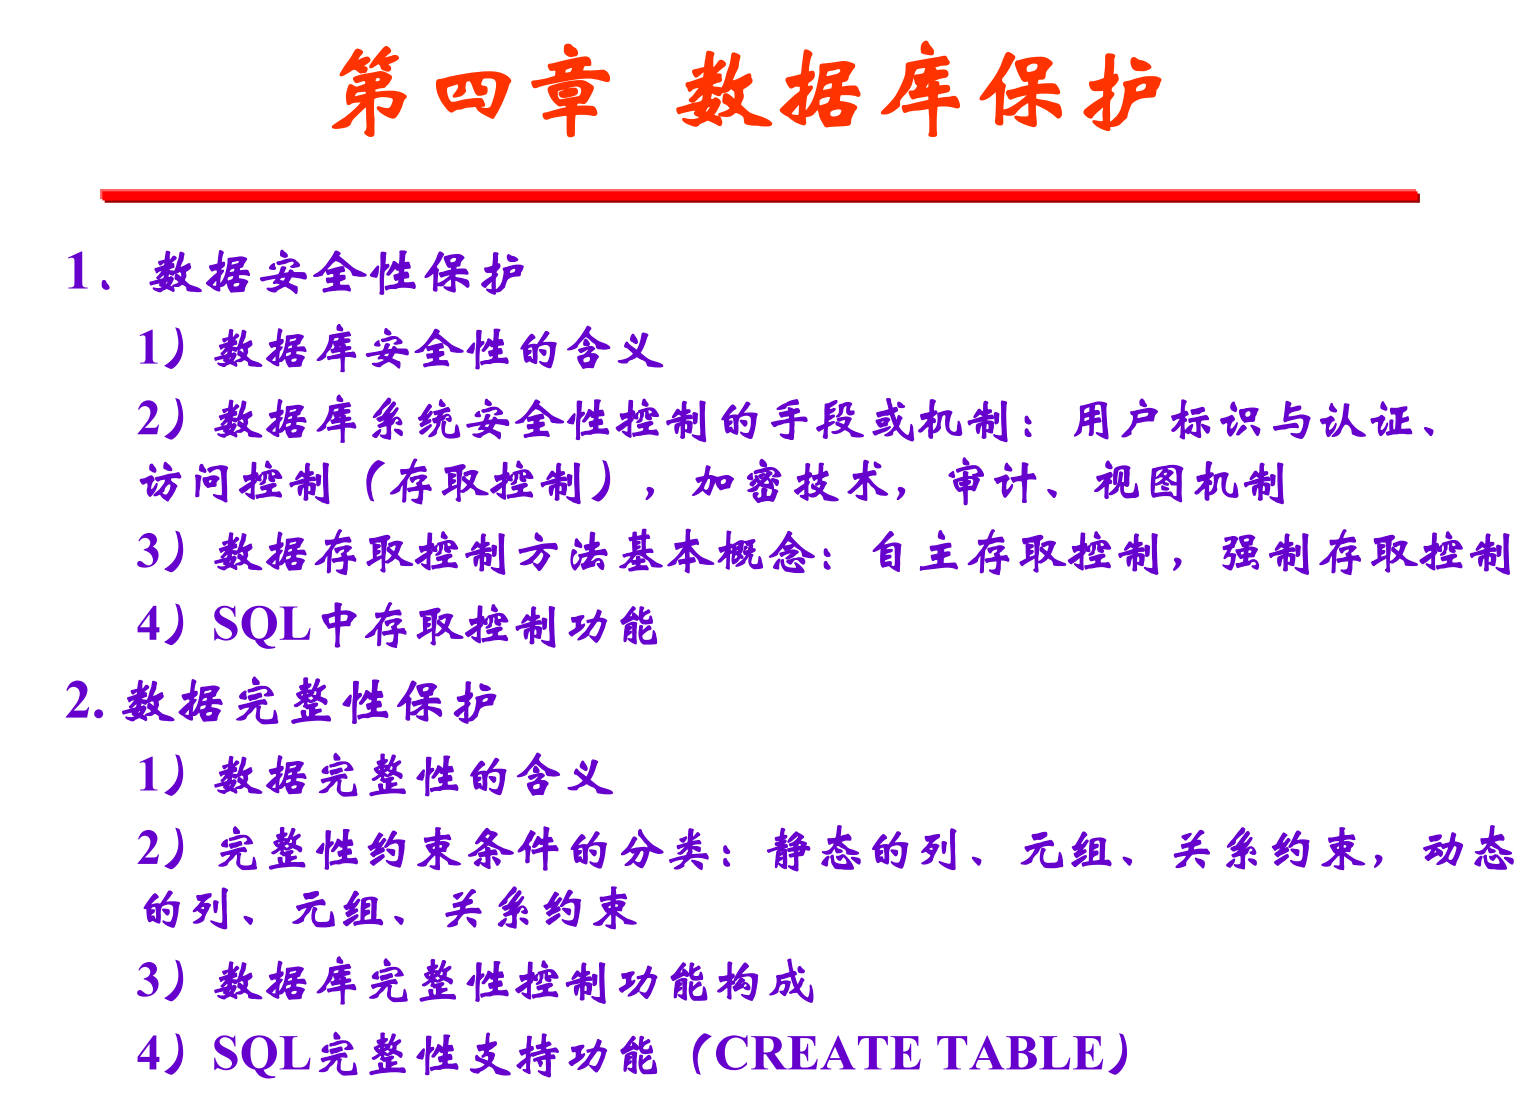 第四章 数据库保护
1、数据安全性保护
1）数据库安全性的含义
2）数据库系统安全性控制的手段或机制：用户标识与认证、
访问控制（存取控制），加密技术，审计、视图机制
3）数据存取控制方法基本概念：自主存取控制，强制存取控制
4）SQL中存取控制功能
2. 数据完整性保护
1）数据完整性的含义
2）完整性约束条件的分类：静态的列、元组、关系约束，动态
的列、元组、关系约束
3）数据库完整性控制功能构成
4）SQL完整性支持功能（CREATE TABLE）